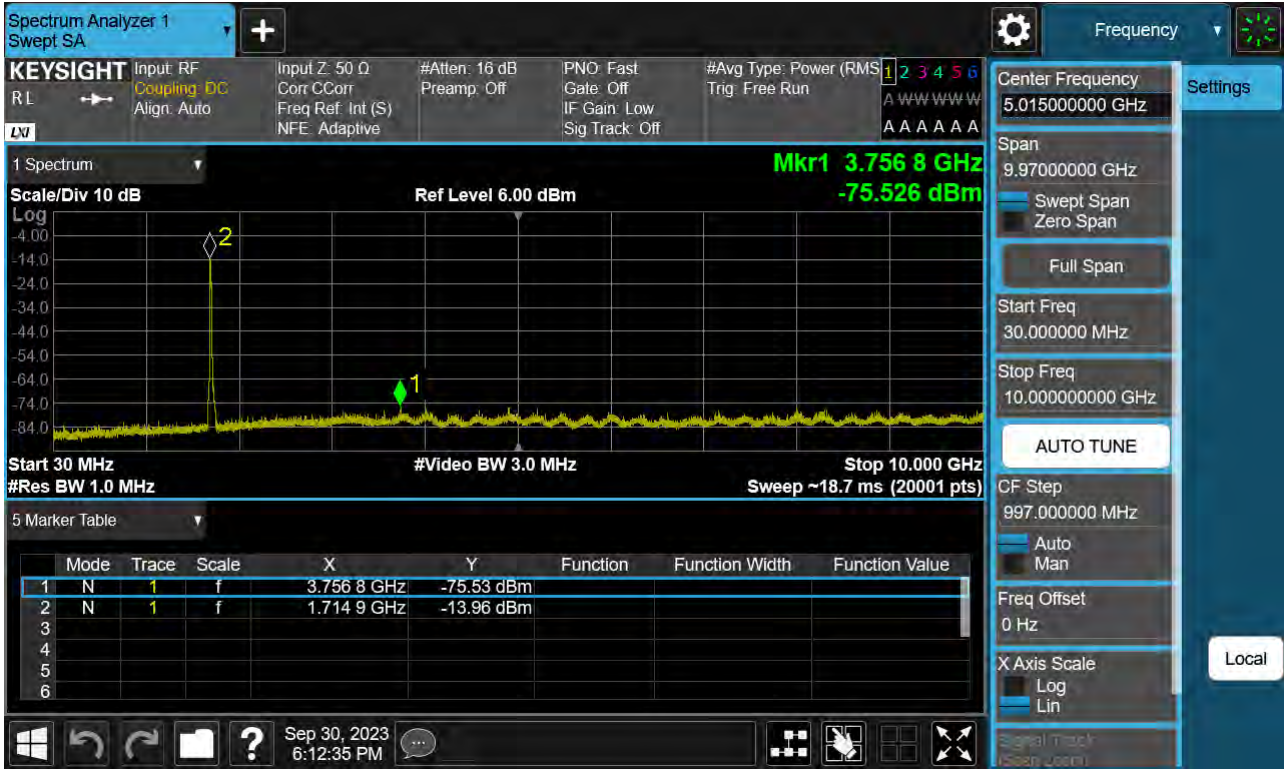 Spectrum Analyzer 1
Swept SA
+
Frequency
KEYSIGHT
RL
LXI
Input: RF
Coupling: DC
Align: Auto
Input Z: 50 Ω
Corr CCorr
Freq Ref: Int (S)
NFE: Adaptive
#Atten: 16 dB
Preamp: Off
PNO: Fast
Gate: Off
IF Gain: Low
Sig Track: Off
#Avg Type: Power (RMS
Trig: Free Run
1 2 3 4 5 6
A W W W W W
A A A A A A
1 Spectrum
Scale/Div 10 dB
Ref Level 6.00 dBm
Mkr1 3.756 8 GHz
-75.526 dBm
Log
-4.00
-14.0
-24.0
-34.0
-44.0
-54.0
-64.0
-74.0
-84.0
2
1
Start 30 MHz
#Video BW 3.0 MHz
Stop 10.000 GHz
#Res BW 1.0 MHz
Sweep ~18.7 ms (20001 pts)
5 Marker Table
Mode Trace Scale X Y Function Function Width Function Value
1 N 1 f 3.756 8 GHz -75.53 dBm
2 N 1 f 1.714 9 GHz -13.96 dBm
3
4
5
6
Sep 30, 2023
6:12:35 PM
Center Frequency
5.015000000 GHz
Settings
Span
9.97000000 GHz
Swept Span
Zero Span
Full Span
Start Freq
30.000000 MHz
Stop Freq
10.000000000 GHz
AUTO TUNE
CF Step
997.000000 MHz
Auto
Man
Freq Offset
0 Hz
X Axis Scale
Log
Lin
Local
Signal Track
(Span Zoom)